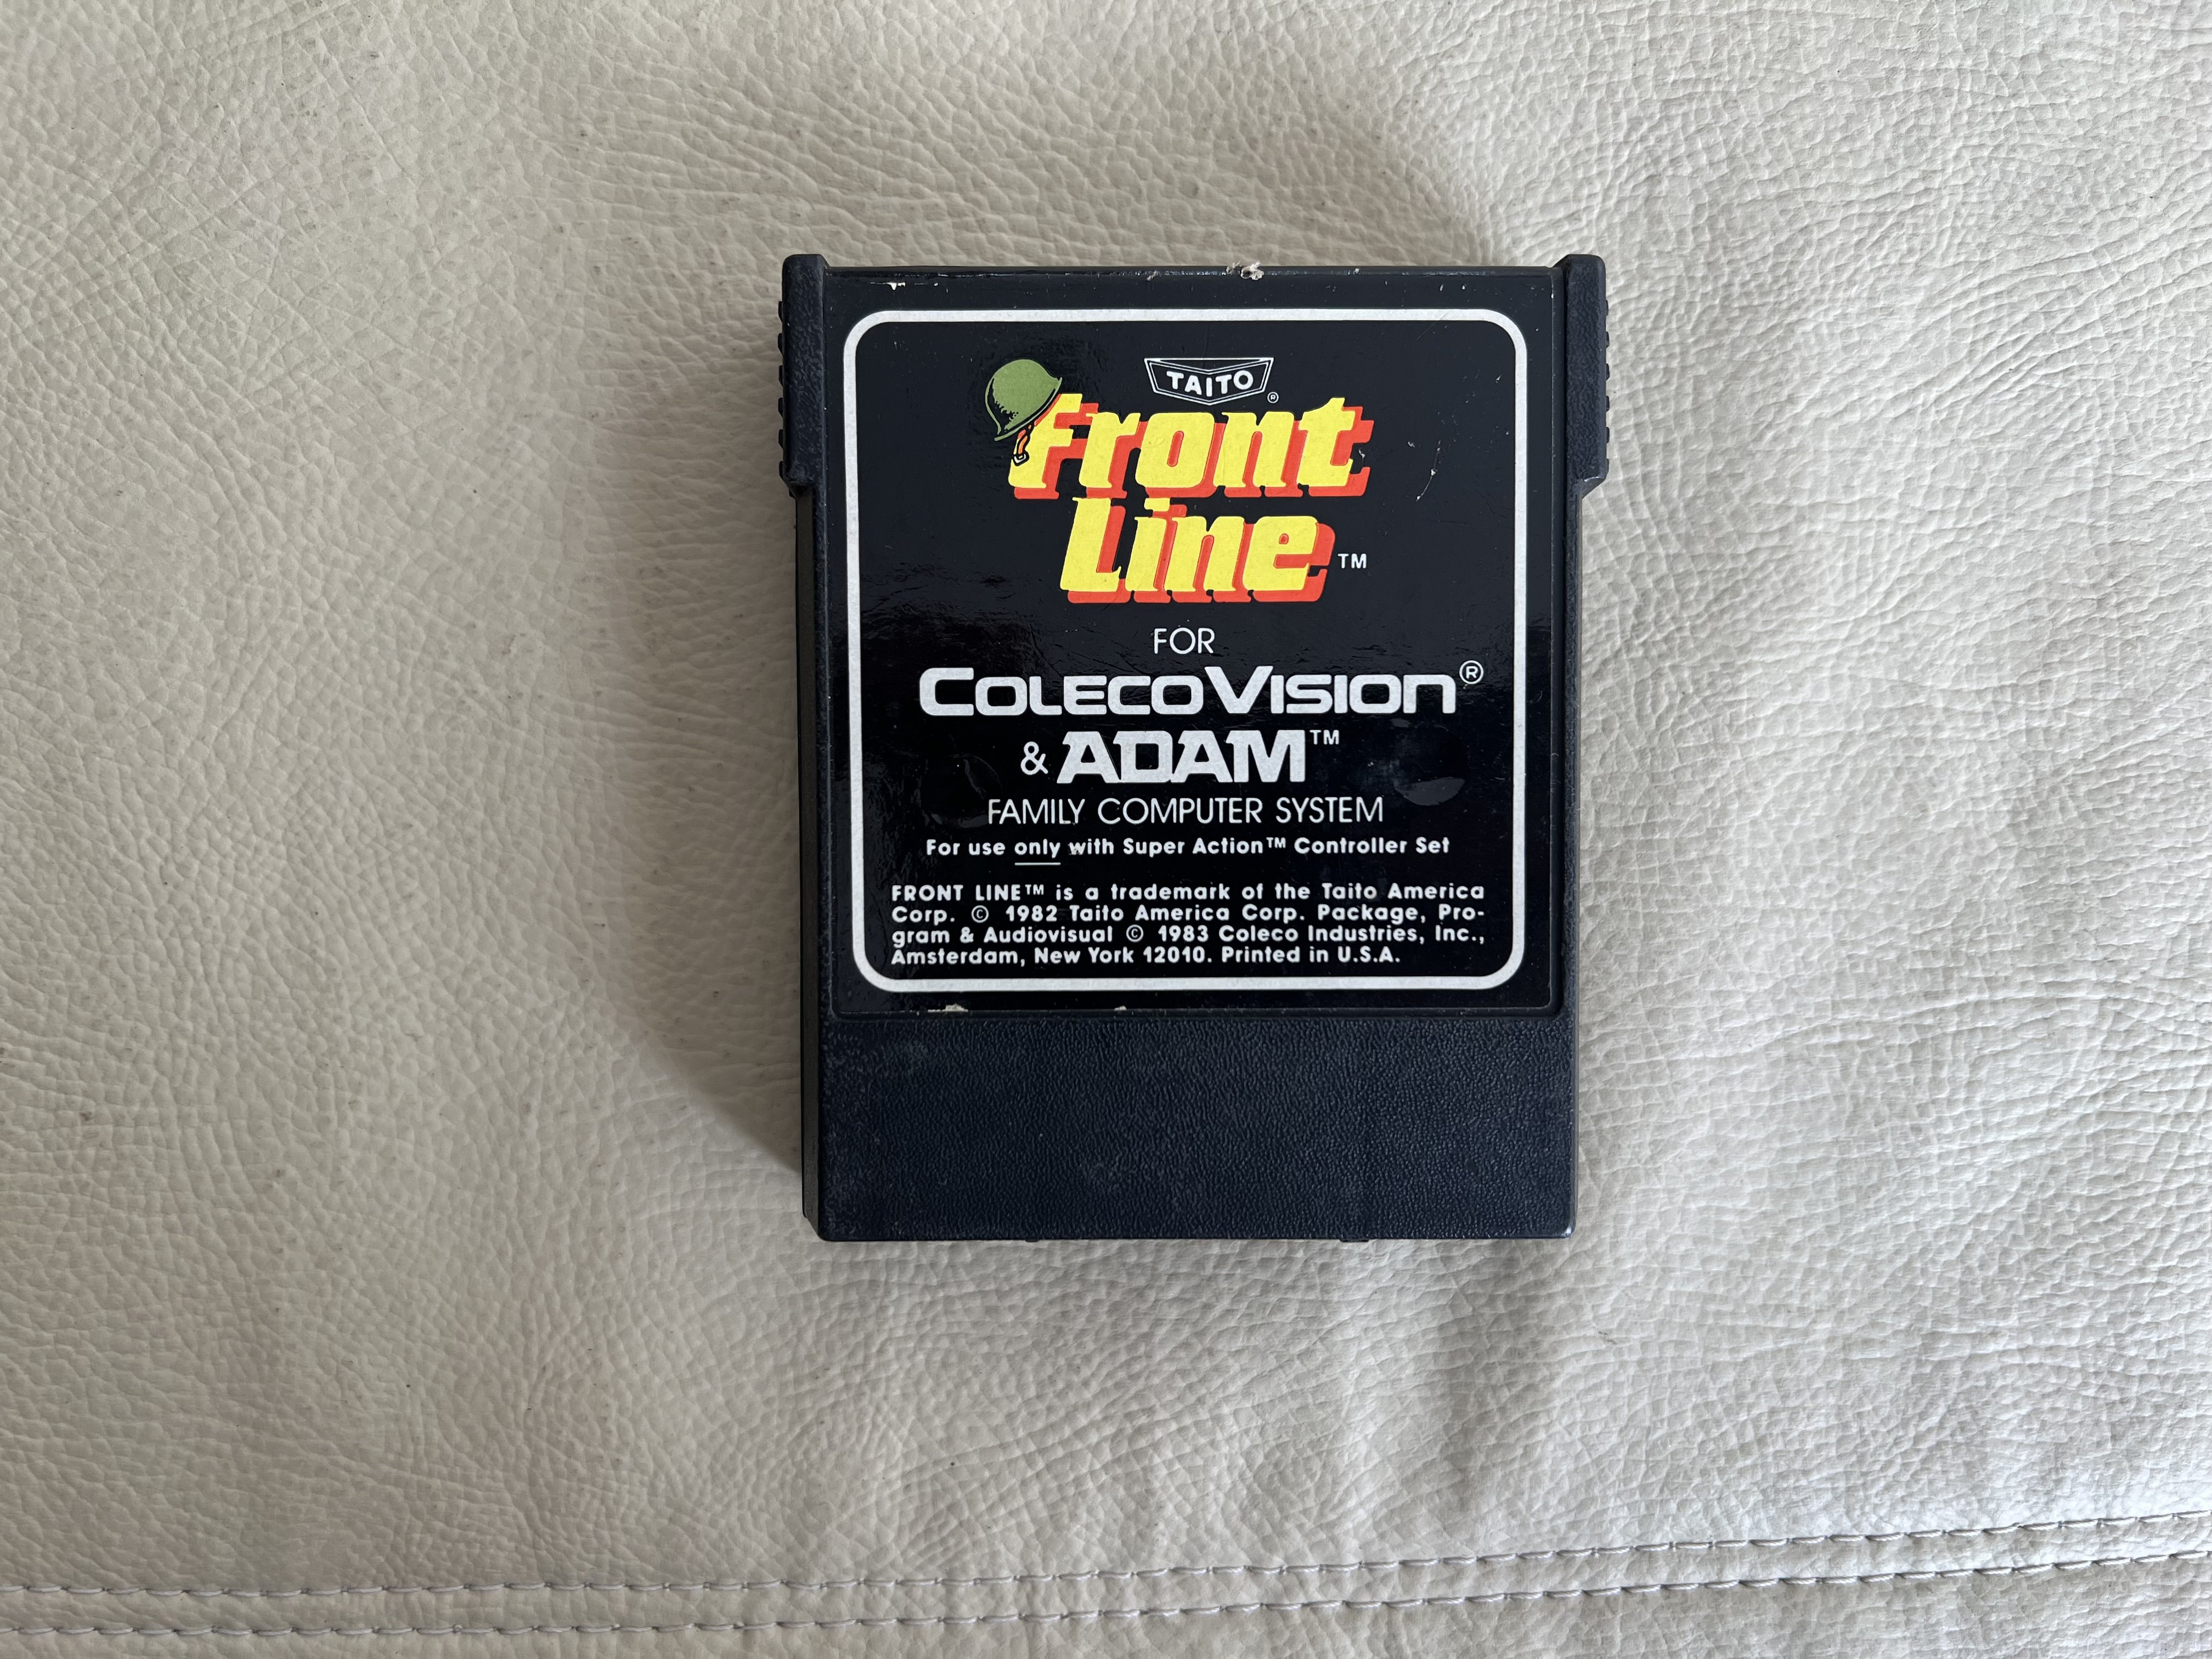 TAITO®
Front
Line™
FOR
COLECOVISION®
& ADAM™
FAMILY COMPUTER SYSTEM
For use only with Super Action™ Controller Set
FRONT LINE™ is a trademark of the Taito America
Corp. © 1982 Taito America Corp. Package, Pro-
gram & Audiovisual © 1983 Coleco Industries, Inc.,
Amsterdam, New York 12010. Printed in U.S.A.